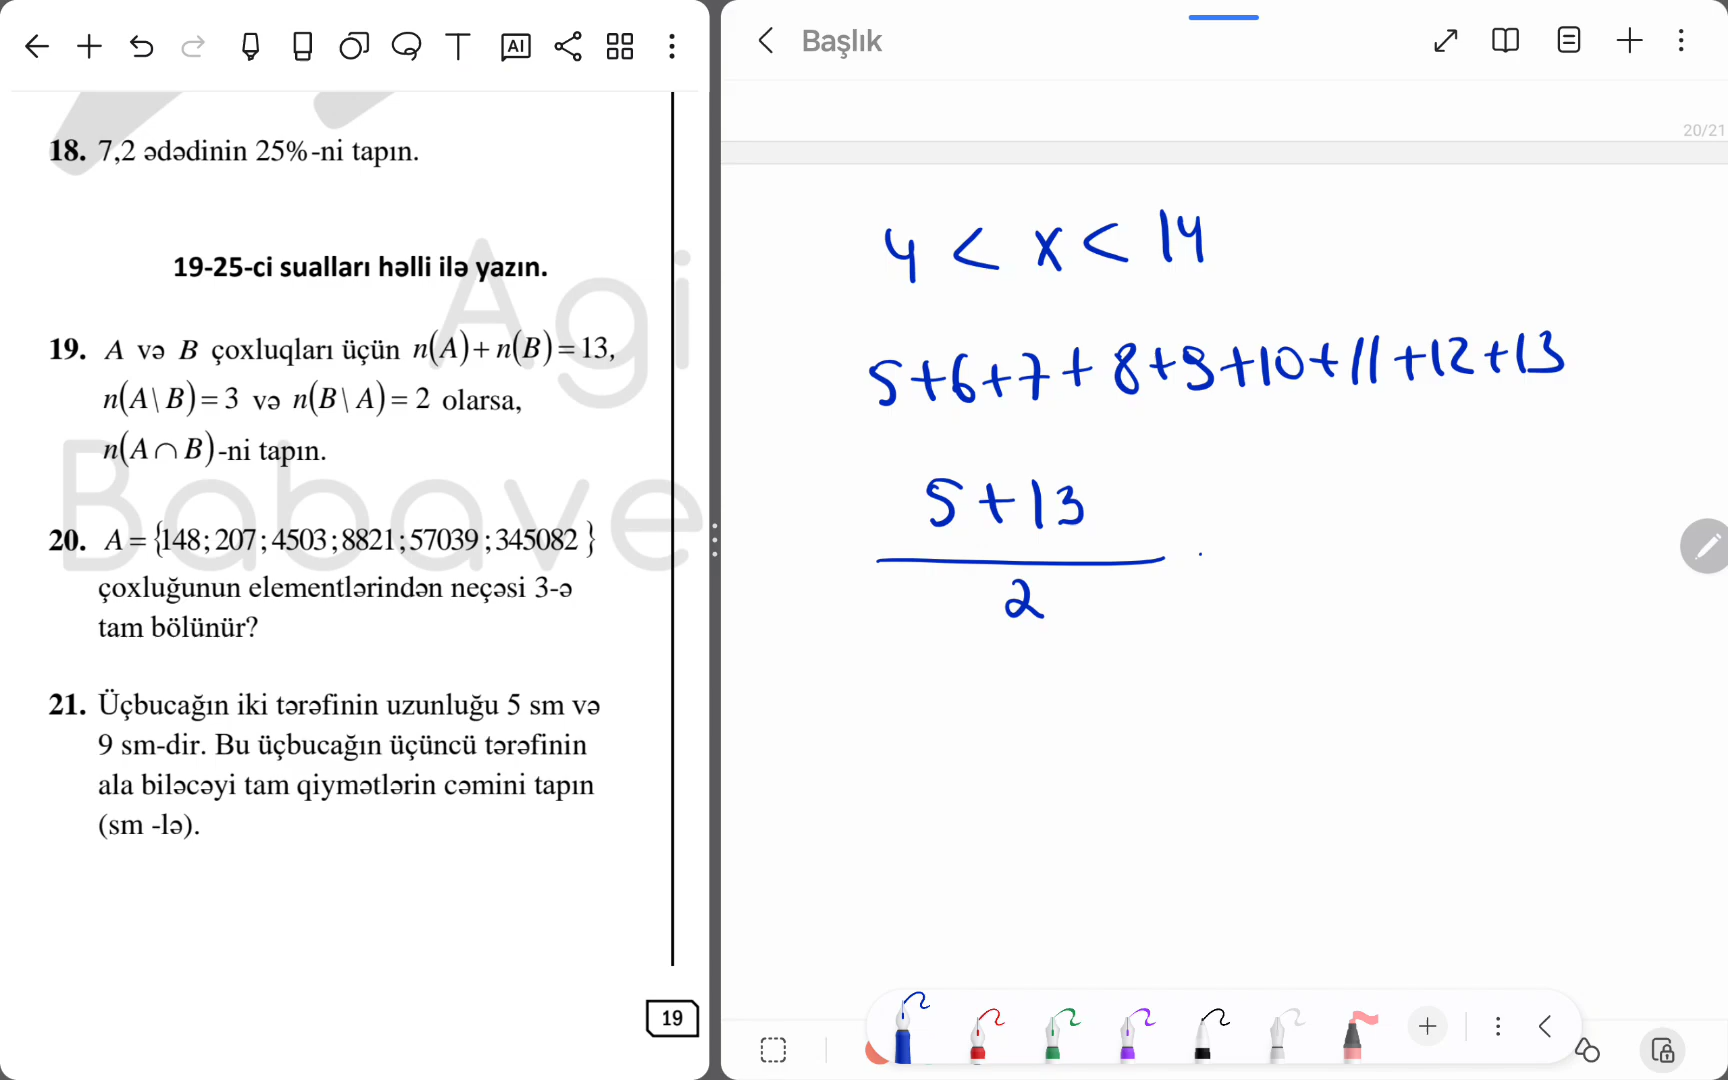 AI
18. 7,2 ədədinin 25%-ni tapın.
19-25-ci sualları həlli ilə yazın.
19. A və B çoxluqları üçün n(A)+n(B)=13,
n(A\B)=3 və n(B\A)=2 olarsa,
n(A∩B)-ni tapın.
20. A={148;207;4503;8821;57039;345082}
çoxluğunun elementlərindən neçəsi 3-ə
tam bölünür?
21. Üçbucağın iki tərəfinin uzunluğu 5 sm və
9 sm-dir. Bu üçbucağın üçüncü tərəfinin
ala biləcəyi tam qiymətlərin cəmini tapın
(sm -lə).
19
Agi
Babave
Başlık
20/21
4 < x < 14
5+6+7+8+9+10+11+12+13
5+13
2